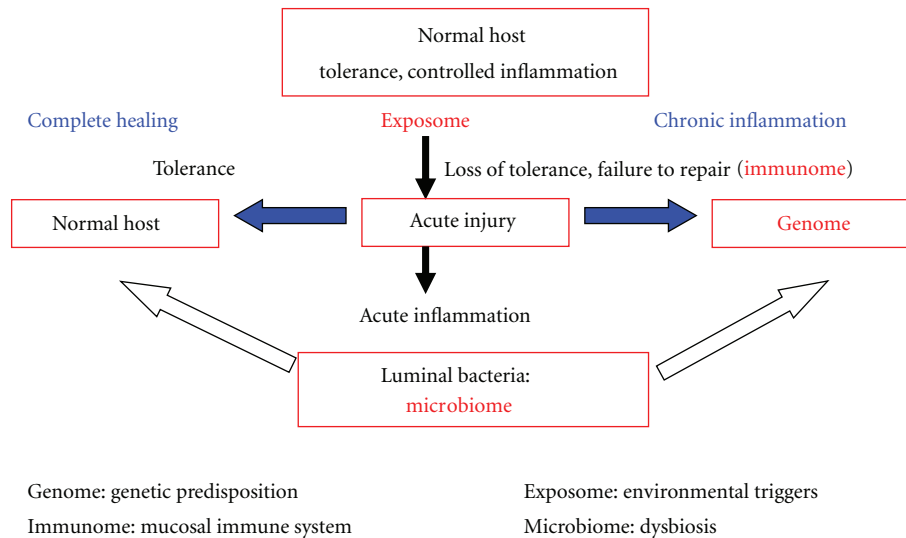 Normal host
tolerance, controlled inflammation
Complete healing
Exposome
Chronic inflammation
Tolerance
Loss of tolerance, failure to repair (immunome)
Normal host
Acute injury
Genome
Acute inflammation
Luminal bacteria:
microbiome
Genome: genetic predisposition
Exposome: environmental triggers
Immunome: mucosal immune system
Microbiome: dysbiosis